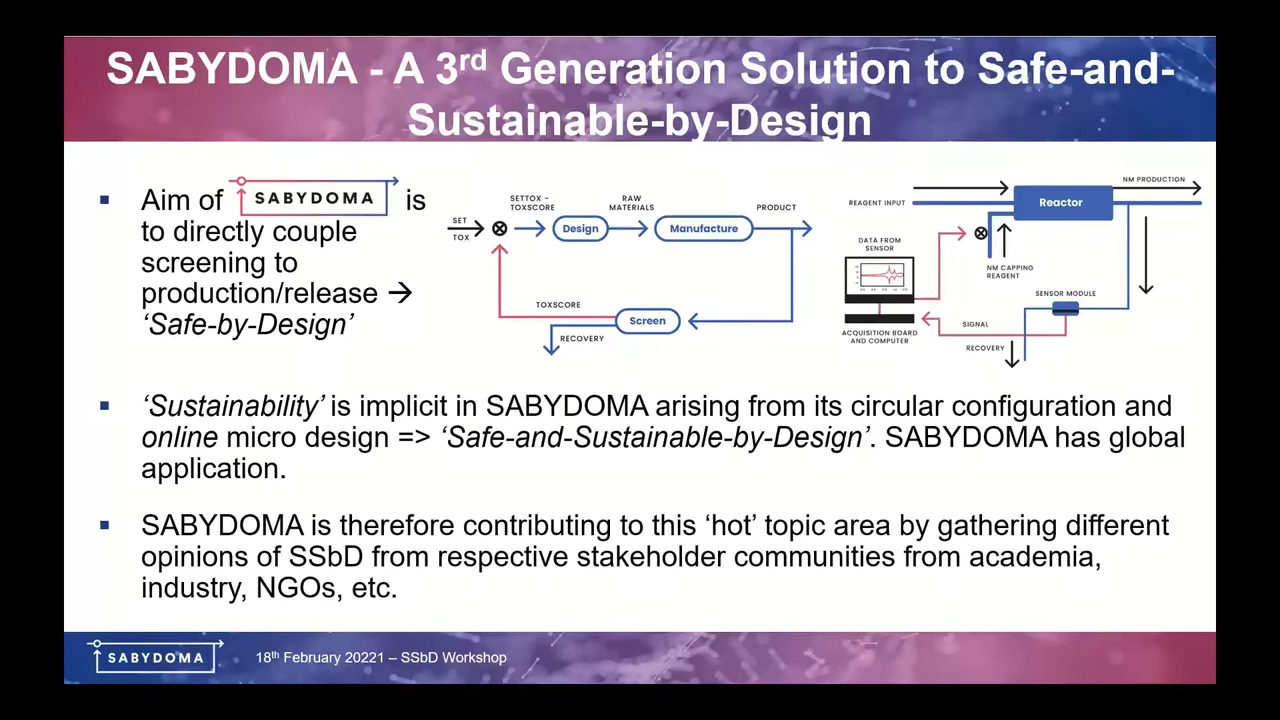 SABYDOMA - A 3rd Generation Solution to Safe-and-
Sustainable-by-Design
Aim of SABYDOMA is
to directly couple
screening to
production/release →
‘Safe-by-Design’
SET
TOX
SETTOX –
TOXSCORE
Design
RAW
MATERIALS
Manufacture
PRODUCT
TOXSCORE
Screen
RECOVERY
NM PRODUCTION
REAGENT INPUT
Reactor
DATA FROM
SENSOR
NM CAPPING
REAGENT
SENSOR MODULE
SIGNAL
ACQUISITION BOARD
AND COMPUTER
RECOVERY
‘Sustainability’ is implicit in SABYDOMA arising from its circular configuration and
online micro design => ‘Safe-and-Sustainable-by-Design’. SABYDOMA has global
application.
SABYDOMA is therefore contributing to this ‘hot’ topic area by gathering different
opinions of SSbD from respective stakeholder communities from academia,
industry, NGOs, etc.
SABYDOMA
18th February 20221 – SSbD Workshop